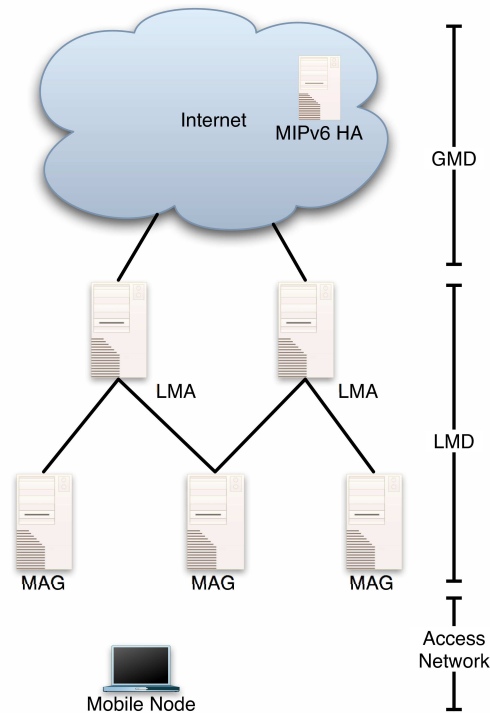 Internet
MIPv6 HA
GMD
LMA
LMA
LMD
MAG
MAG
MAG
Access
Network
Mobile Node